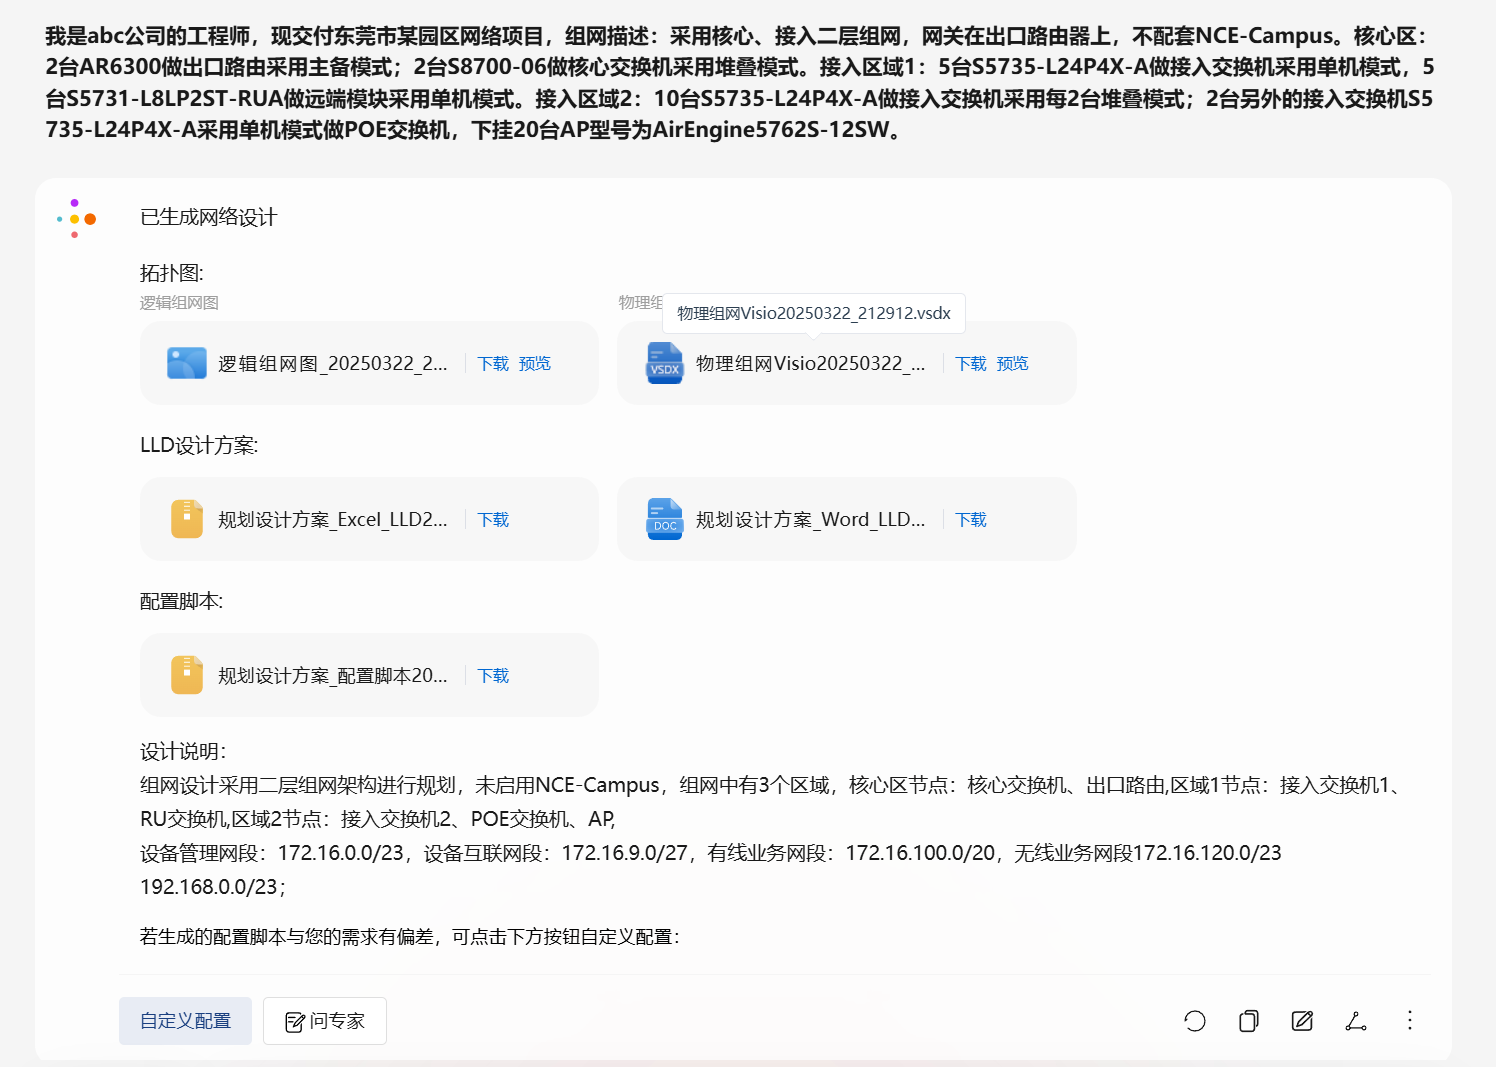 我是abc公司的工程师，现交付东莞市某园区网络项目，组网描述：采用核心、接入二层组网，网关在出口路由器上，不配套NCE-Campus。核心区：
2台AR6300做出口路由采用主备模式；2台S8700-06做核心交换机采用堆叠模式。接入区域1：5台S5735-L24P4X-A做接入交换机采用单机模式，5
台S5731-L8LP2ST-RUA做远端模块采用单机模式。接入区域2：10台S5735-L24P4X-A做接入交换机采用每2台堆叠模式；2台另外的接入交换机S5
735-L24P4X-A采用单机模式做POE交换机，下挂20台AP型号为AirEngine5762S-12SW。
已生成网络设计
拓扑图:
逻辑组网图
物理组
物理组网Visio20250322_212912.vsdx
逻辑组网图_20250322_2... 下载 预览
VSDX 物理组网Visio20250322_... 下载 预览
LLD设计方案:
规划设计方案_Excel_LLD2... 下载
DOC 规划设计方案_Word_LLD... 下载
配置脚本:
规划设计方案_配置脚本20... 下载
设计说明：
组网设计采用二层组网架构进行规划，未启用NCE-Campus，组网中有3个区域，核心区节点：核心交换机、出口路由,区域1节点：接入交换机1、
RU交换机,区域2节点：接入交换机2、POE交换机、AP,
设备管理网段：172.16.0.0/23，设备互联网段：172.16.9.0/27，有线业务网段：172.16.100.0/20，无线业务网段172.16.120.0/23
192.168.0.0/23；
若生成的配置脚本与您的需求有偏差，可点击下方按钮自定义配置：
自定义配置 问专家